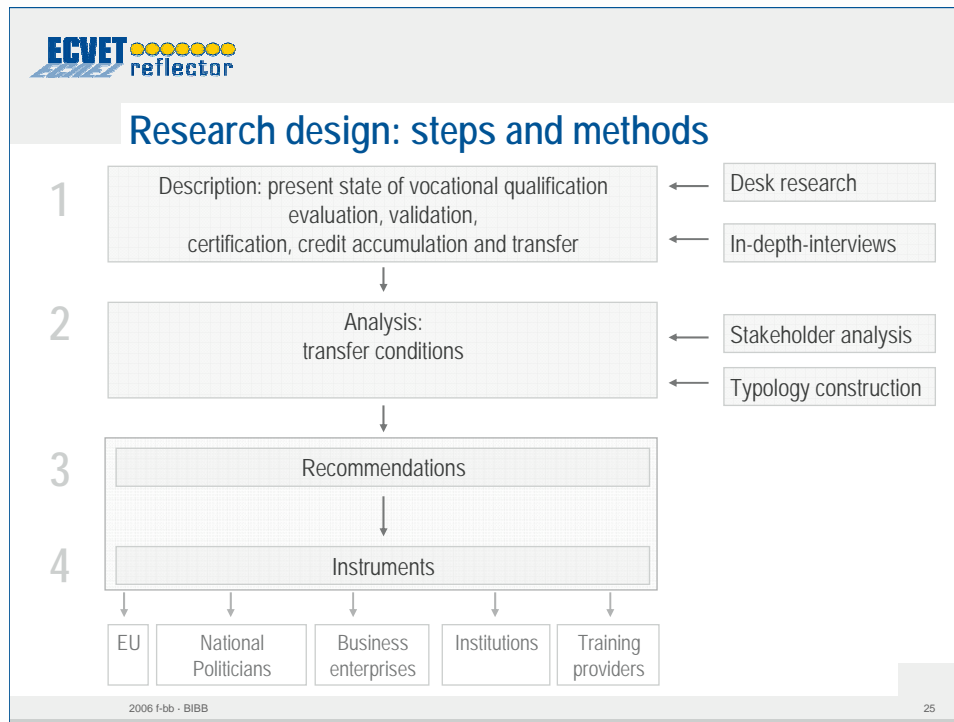 ECVET
reflector
Research design: steps and methods
1
Description: present state of vocational qualification
evaluation, validation,
certification, credit accumulation and transfer
Desk research
In-depth-interviews
2
Analysis:
transfer conditions
Stakeholder analysis
Typology construction
3
Recommendations
4
Instruments
EU
National
Politicians
Business
enterprises
Institutions
Training
providers
2006 f-bb - BIBB
25